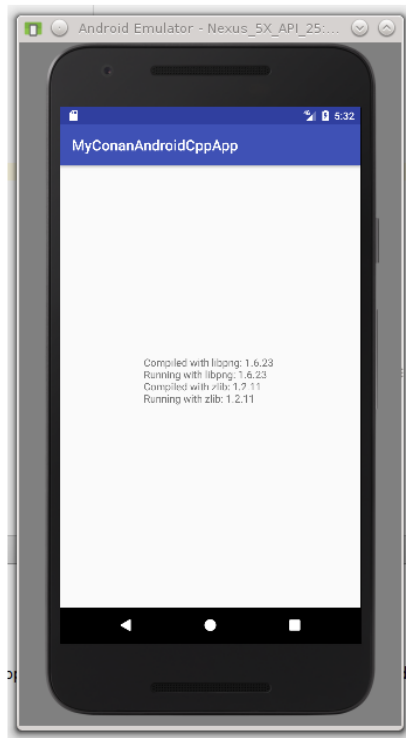 Android Emulator - Nexus_5X_API_25:...
5:32
MyConanAndroidCppApp
Compiled with libpng: 1.6.23
Running with libpng: 1.6.23
Compiled with zlib: 1.2.11
Running with zlib: 1.2.11